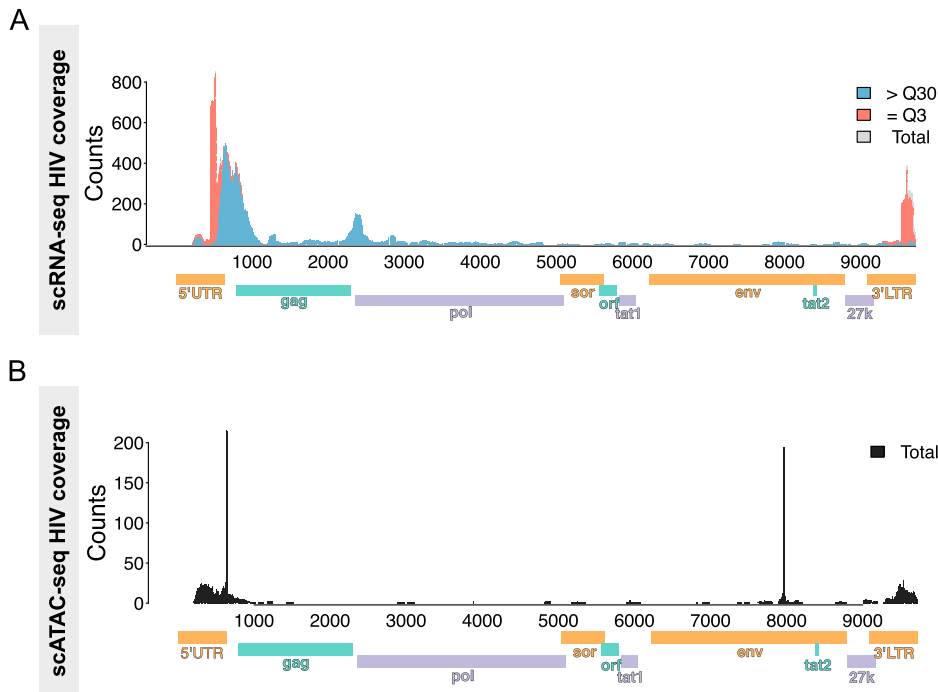 A
scRNA-seq HIV coverage
Counts
800
600
400
200
0
> Q30
= Q3
Total
1000 2000 3000 4000 5000 6000 7000 8000 9000
5'UTR sor env 3'LTR
gag orf tat2
pol tat1 27k
B
scATAC-seq HIV coverage
Counts
200
150
100
50
0
Total
1000 2000 3000 4000 5000 6000 7000 8000 9000
5'UTR sor env 3'LTR
gag orf tat2
pol tat1 27k